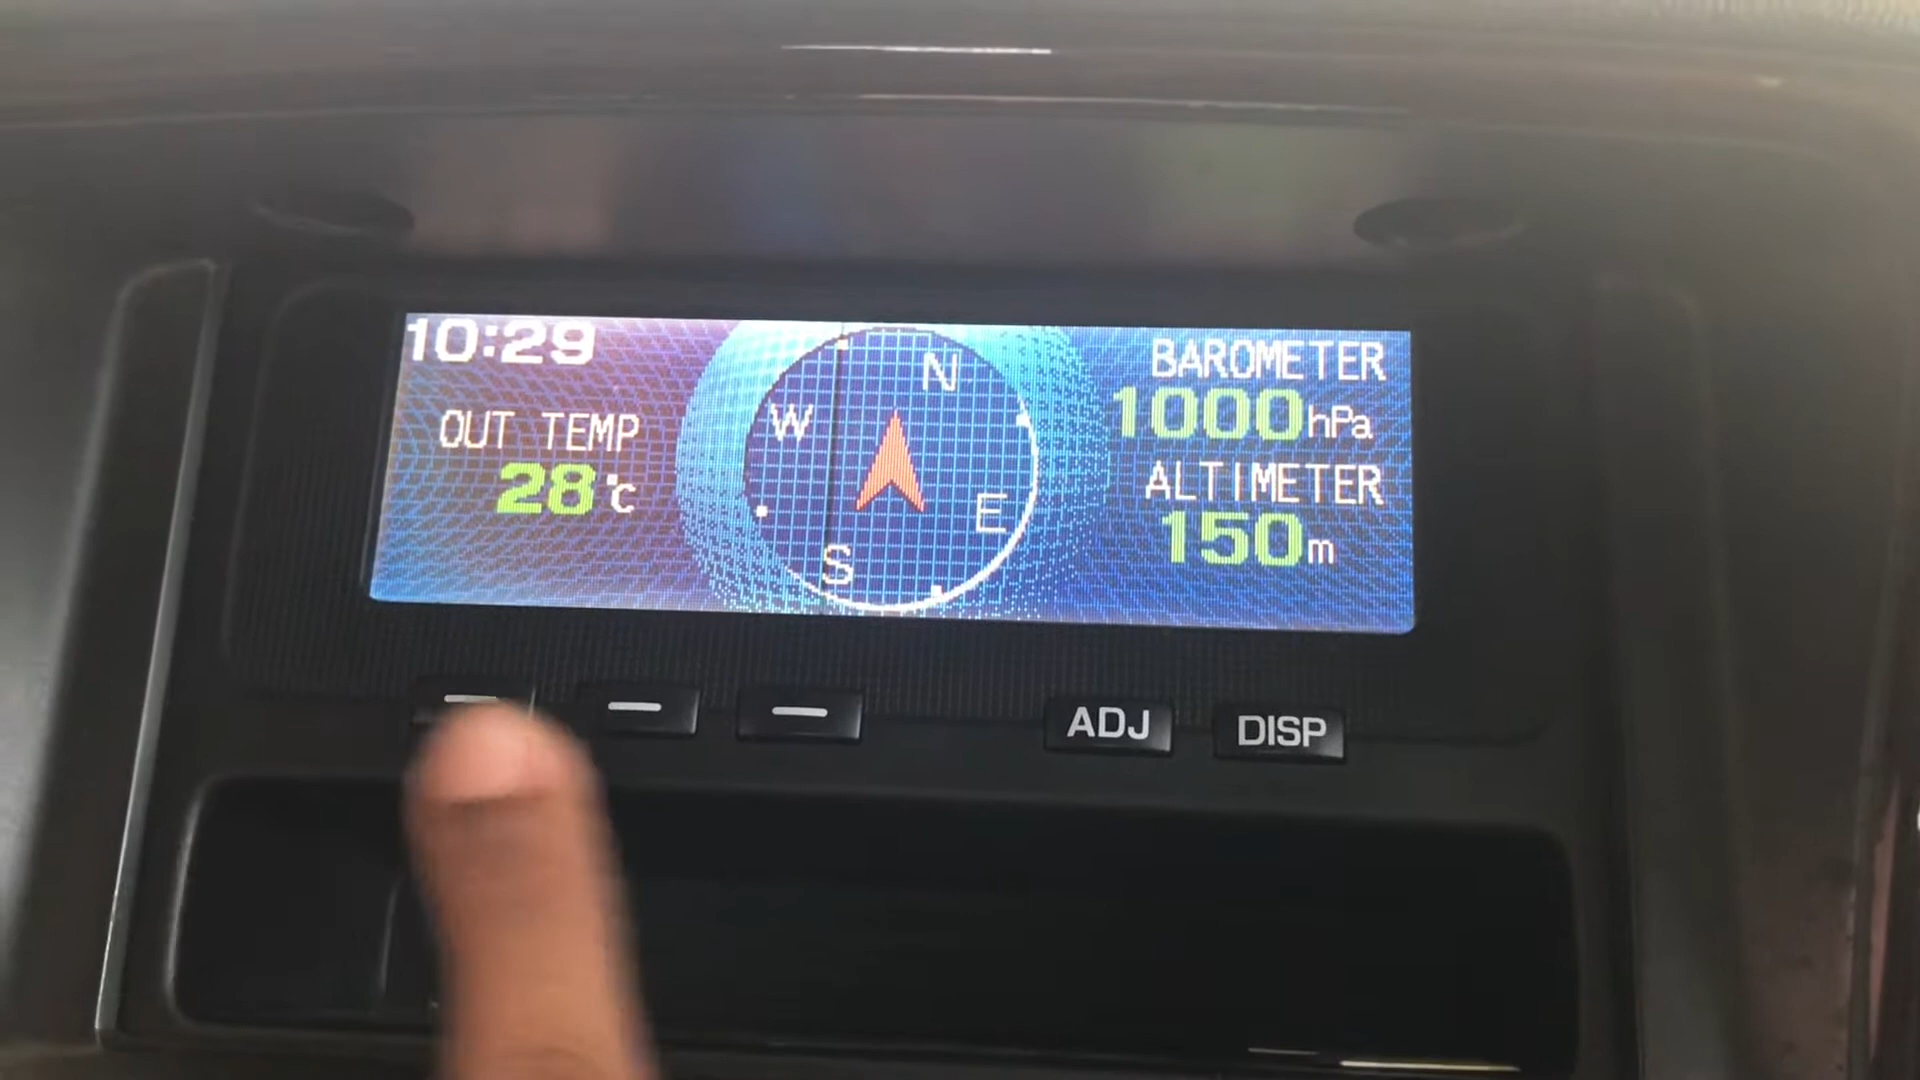 10:29
OUT TEMP
28°C
N
W
E
S
BAROMETER
1000hPa
ALTIMETER
150m
ADJ
DISP